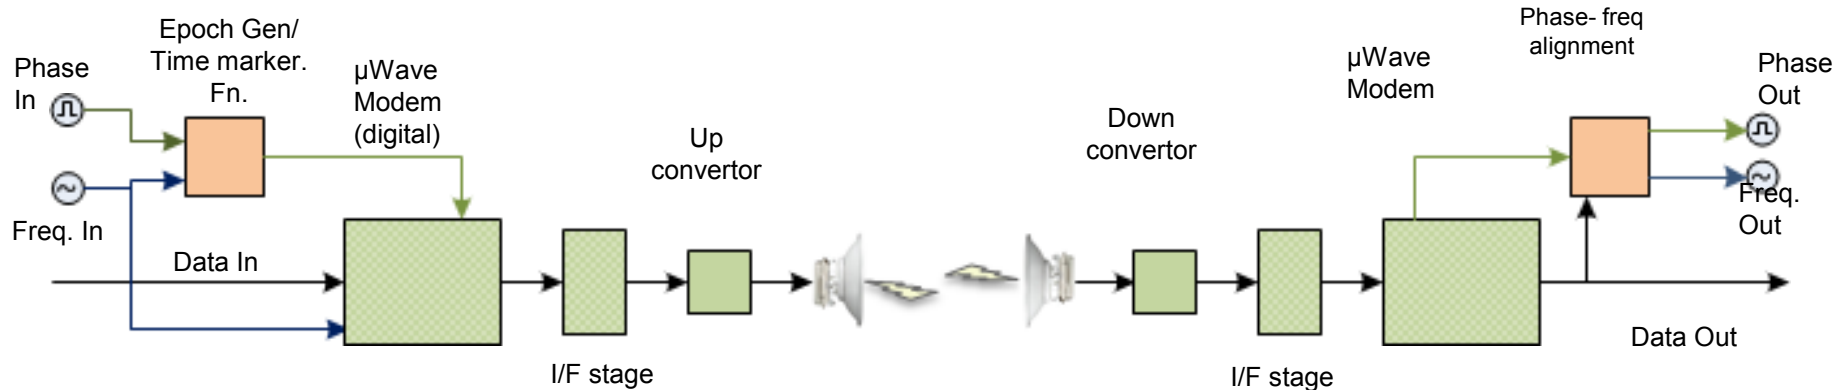 Phase
In
Epoch Gen/
Time marker.
Fn.
µWave
Modem
(digital)
Freq. In
Data In
I/F stage
Up
convertor
Down
convertor
I/F stage
µWave
Modem
Phase- freq
alignment
Phase
Out
Freq.
Out
Data Out